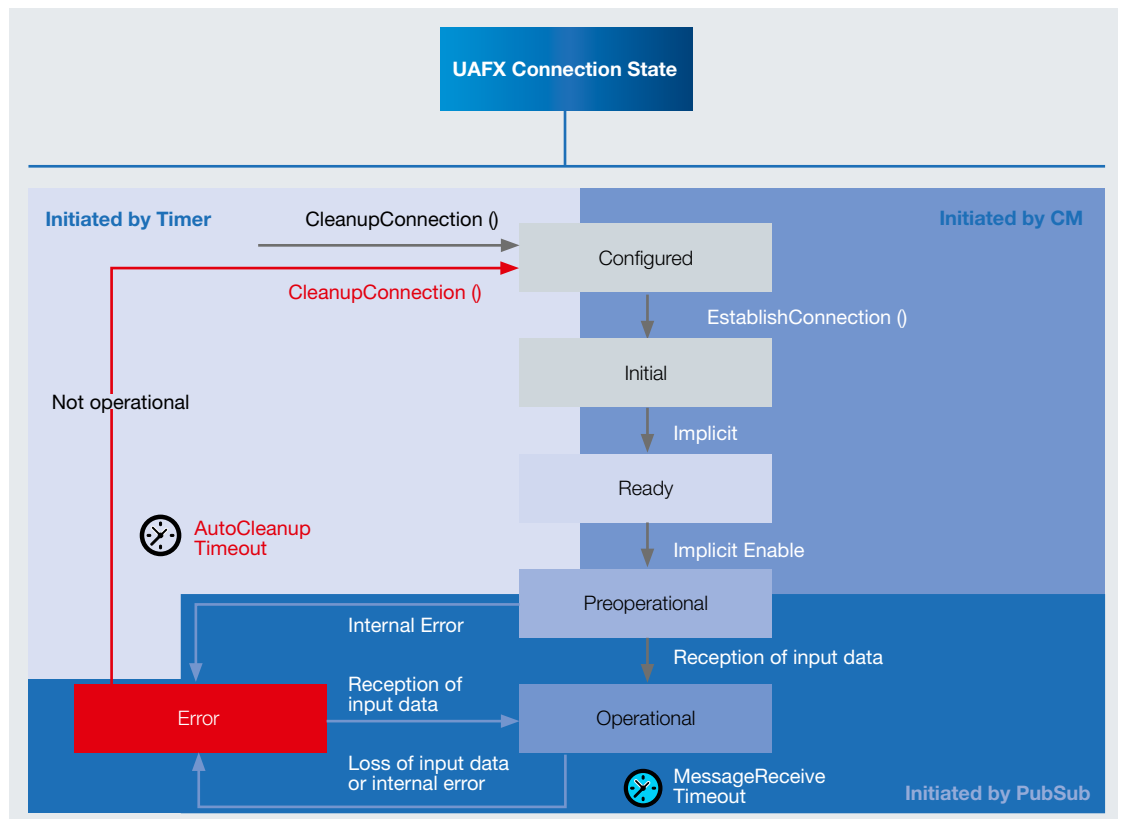 UAFX Connection State
Initiated by Timer
CleanupConnection ()
Initiated by CM
Configured
CleanupConnection ()
EstablishConnection ()
Initial
Not operational
Implicit
Ready
AutoCleanup
Timeout
Implicit Enable
Preoperational
Internal Error
Reception of input data
Reception of
input data
Error
Operational
Loss of input data
or internal error
MessageReceive
Timeout
Initiated by PubSub